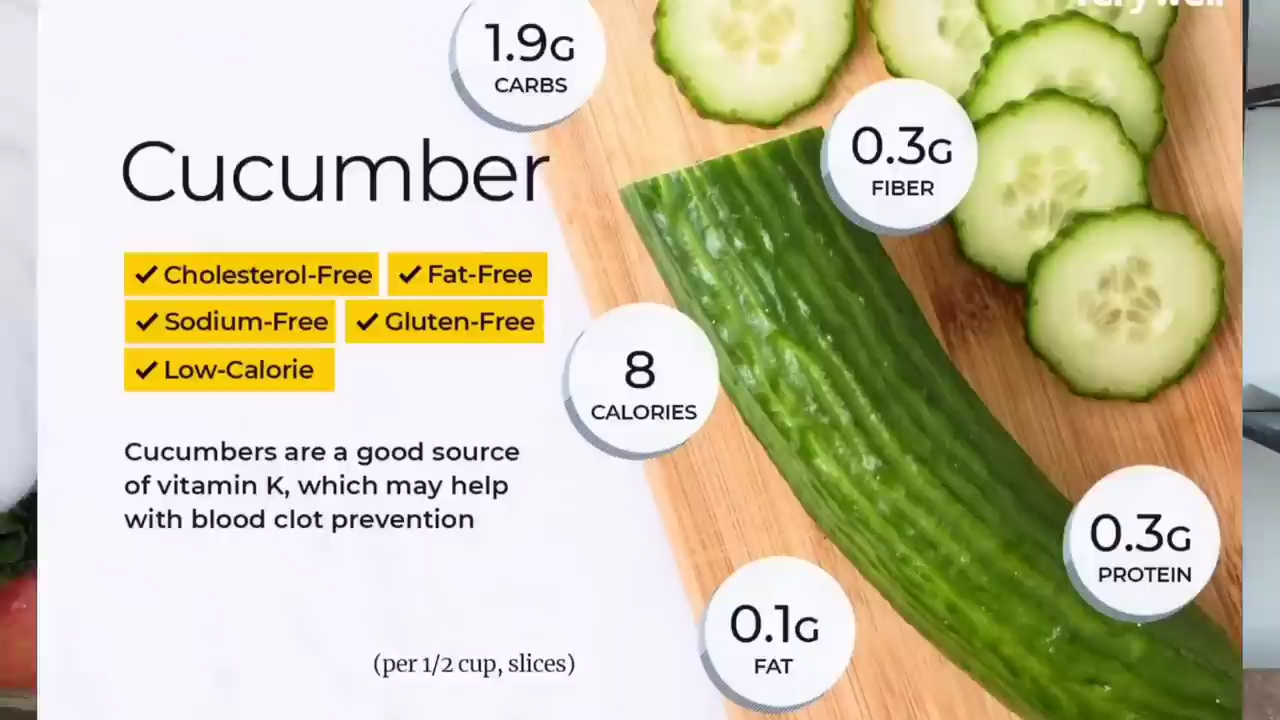 1.9G
CARBS
Cucumber
0.3G
FIBER
✓ Cholesterol-Free ✓ Fat-Free
✓ Sodium-Free ✓ Gluten-Free
✓ Low-Calorie
8
CALORIES
Cucumbers are a good source
of vitamin K, which may help
with blood clot prevention
0.3G
PROTEIN
0.1G
FAT
(per 1/2 cup, slices)